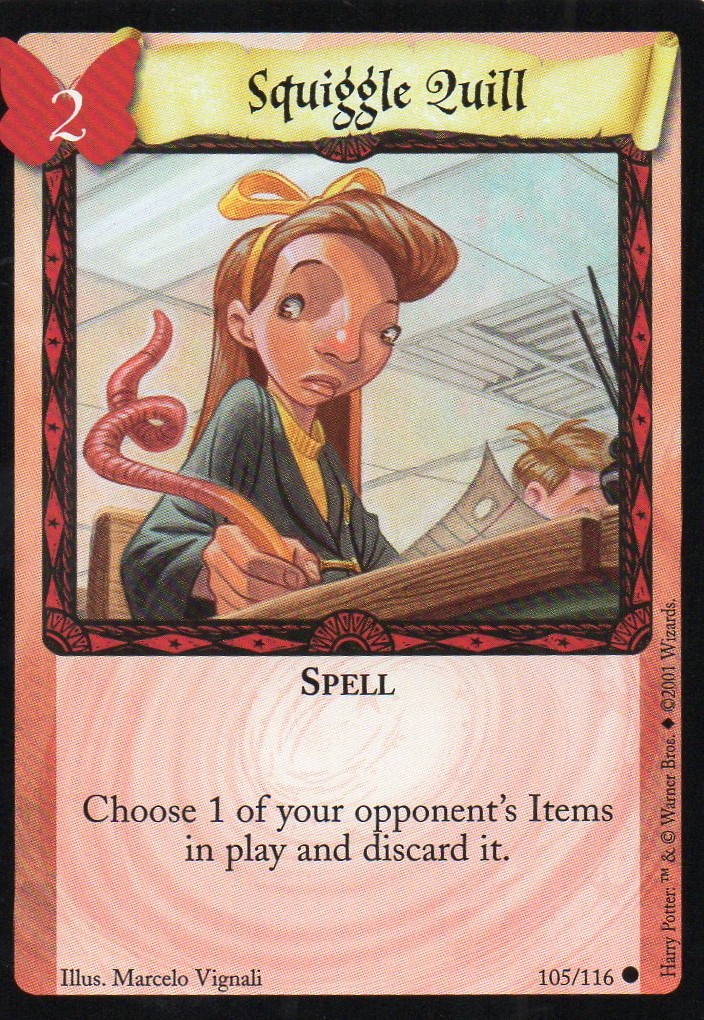 2
Squiggle Quill
SPELL
Choose 1 of your opponent's Items
in play and discard it.
Illus. Marcelo Vignali
105/116 ●
Harry Potter: ™ & © Warner Bros. ◆ ©2001 Wizards.